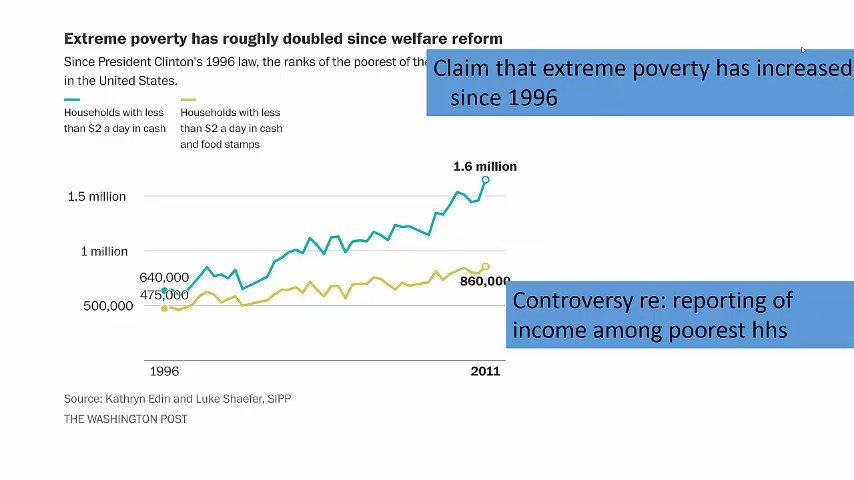 Extreme poverty has roughly doubled since welfare reform
Since President Clinton's 1996 law, the ranks of the poorest of the
in the United States.
Claim that extreme poverty has increased
since 1996
Households with less
than $2 a day in cash
Households with less
than $2 a day in cash
and food stamps
1.6 million
1.5 million
1 million
640,000
475,000
500,000
860,000
Controversy re: reporting of
income among poorest hhs
1996
2011
Source: Kathryn Edin and Luke Shaefer, SIPP
THE WASHINGTON POST